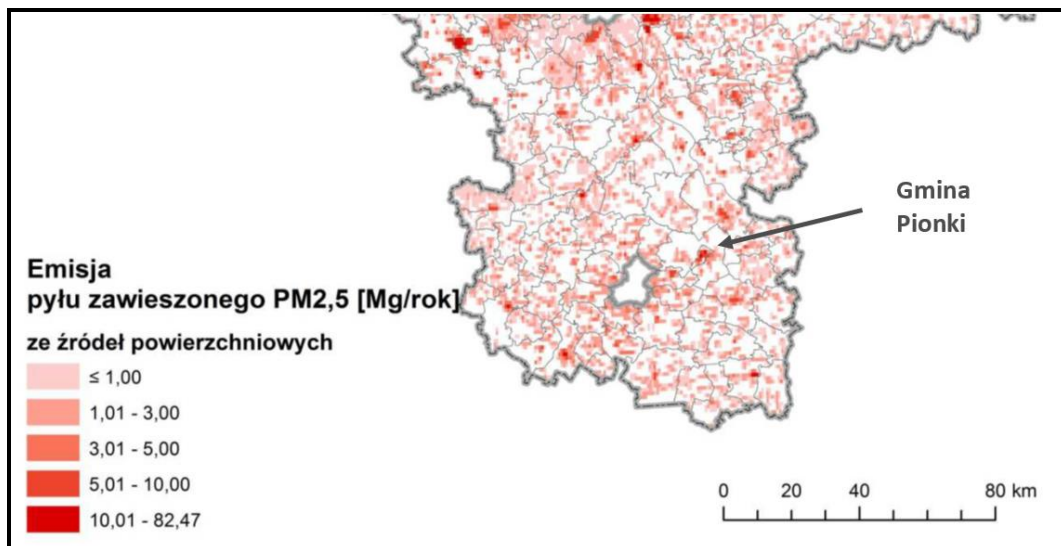 Gmina
Pionki
Emisja
pyłu zawieszonego PM2,5 [Mg/rok]
ze źródeł powierzchniowych
≤ 1,00
1,01 - 3,00
3,01 - 5,00
5,01 - 10,00
10,01 - 82,47
0 20 40 80 km